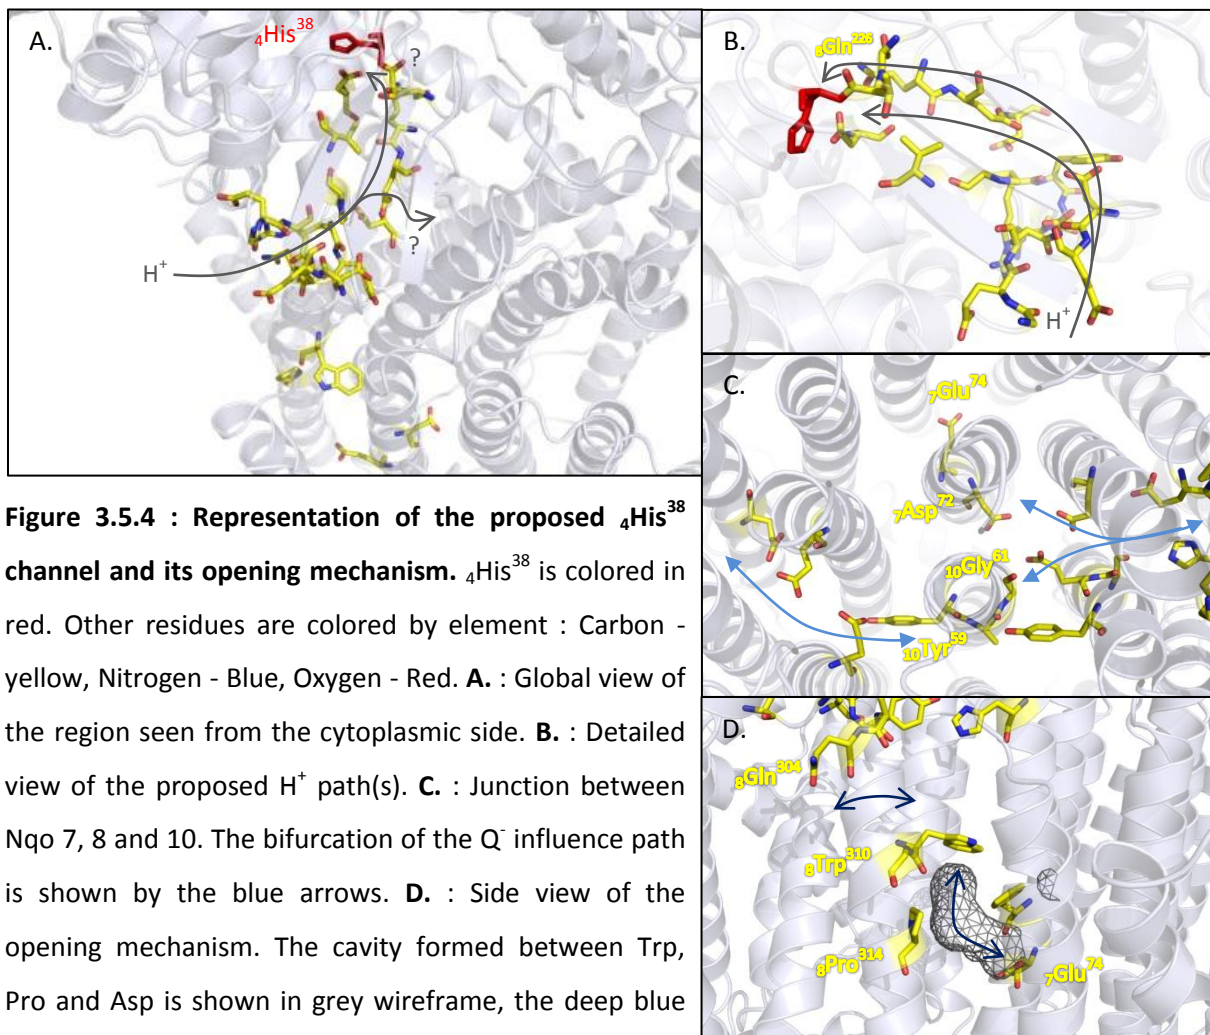 A.
₄His³⁸
?
?
H⁺
B.
₈Gln²²⁶
H⁺
C.
₇Glu⁷⁴
₇Asp⁷²
₁₀Gly⁶¹
₁₀Tyr⁵⁹
D.
₈Gln³⁰⁴
₈Trp³¹⁰
₈Pro³¹⁴
₇Glu⁷⁴
Figure 3.5.4 : Representation of the proposed ₄His³⁸
channel and its opening mechanism. ₄His³⁸ is colored in
red. Other residues are colored by element : Carbon -
yellow, Nitrogen - Blue, Oxygen - Red. A. : Global view of
the region seen from the cytoplasmic side. B. : Detailed
view of the proposed H⁺ path(s). C. : Junction between
Nqo 7, 8 and 10. The bifurcation of the Q⁻ influence path
is shown by the blue arrows. D. : Side view of the
opening mechanism. The cavity formed between Trp,
Pro and Asp is shown in grey wireframe, the deep blue